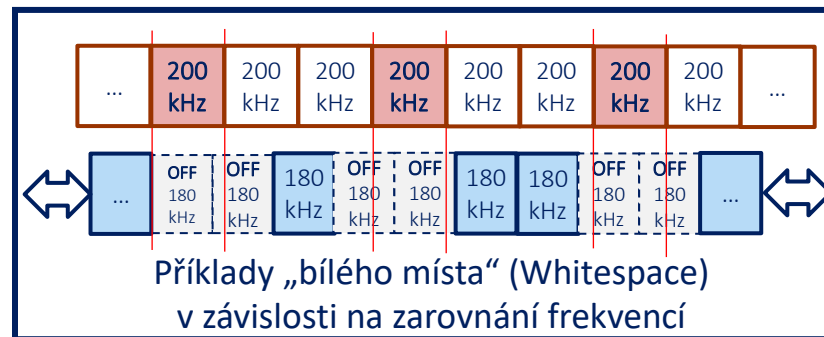 ... 200 kHz 200 kHz 200 kHz 200 kHz 200 kHz 200 kHz 200 kHz 200 kHz ...
... OFF 180 kHz OFF 180 kHz 180 kHz OFF 180 kHz OFF 180 kHz 180 kHz 180 kHz OFF 180 kHz OFF 180 kHz ...
Příklady „bílého místa“ (Whitespace)
v závislosti na zarovnání frekvencí